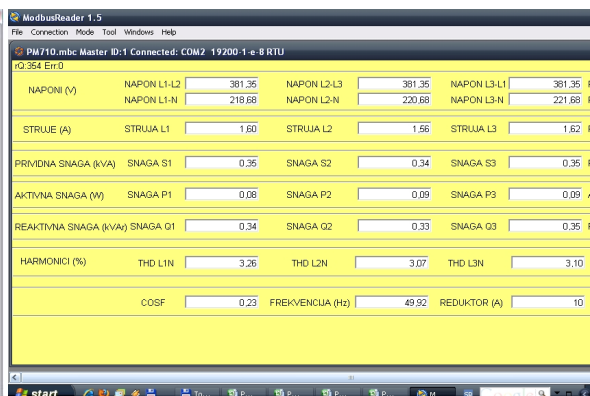 ModbusReader 1.5
File Connection Mode Tool Windows Help
PM710.mbc Master ID:1 Connected: COM2 19200-1-e-8 RTU
rQ:354 Err:0
NAPONI (V) NAPON L1-L2 381,35 NAPON L2-L3 381,35 NAPON L3-L1 381,35
NAPON L1-N 218,68 NAPON L2-N 220,68 NAPON L3-N 221,68
STRUJE (A) STRUJA L1 1,60 STRUJA L2 1,56 STRUJA L3 1,62
PRIVIDNA SNAGA (kVA) SNAGA S1 0,35 SNAGA S2 0,34 SNAGA S3 0,35
AKTIVNA SNAGA (W) SNAGA P1 0,08 SNAGA P2 0,09 SNAGA P3 0,09
REAKTIVNA SNAGA (kVAr) SNAGA Q1 0,34 SNAGA Q2 0,33 SNAGA Q3 0,35
HARMONICI (%) THD L1N 3,26 THD L2N 3,07 THD L3N 3,10
COSF 0,23 FREKVENCIJA (Hz) 49,92 REDUKTOR (A) 10
start To... P... P... P... P... M... SR